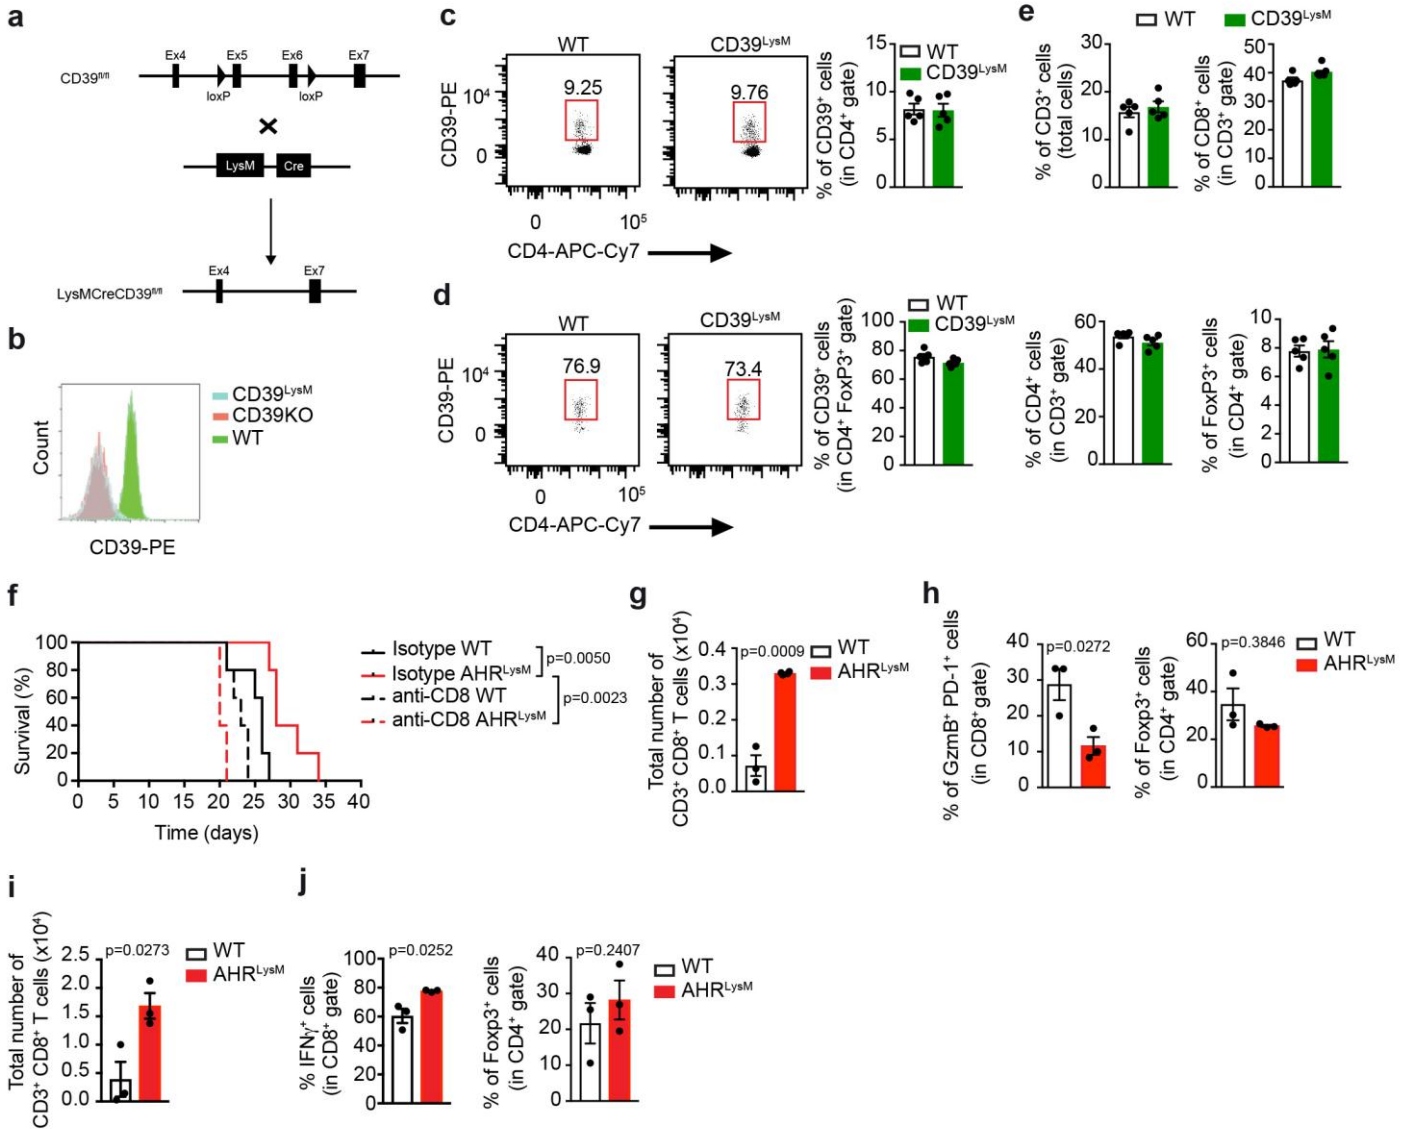 a
Ex4 Ex5 Ex6 Ex7
CD39fl/fl
loxP loxP
LysM Cre
Ex4 Ex7
LysMCreCD39fl/fl
b
Count
CD39LysM
CD39KO
WT
CD39-PE
c
WT
CD39LysM
CD39-PE
10⁴
0
9.25
9.76
0 10⁵
CD4-APC-Cy7
% of CD39⁺ cells
(in CD4⁺ gate)
15
10
5
0
WT
CD39LysM
d
WT
CD39LysM
CD39-PE
10⁴
0
76.9
73.4
0 10⁵
CD4-APC-Cy7
% of CD39⁺ cells
(in CD4⁺ FoxP3⁺ gate)
100
80
60
40
20
0
WT
CD39LysM
e
WT CD39LysM
% of CD3⁺ cells
(total cells)
30
20
10
0
% of CD8⁺ cells
(in CD3⁺ gate)
50
40
30
20
10
0
% of CD4⁺ cells
(in CD3⁺ gate)
60
40
20
0
% of FoxP3⁺ cells
(in CD4⁺ gate)
10
8
6
4
2
0
f
Survival (%)
100
80
60
40
20
0
0 5 10 15 20 25 30 35 40
Time (days)
Isotype WT
Isotype AHRLysM
anti-CD8 WT
anti-CD8 AHRLysM
p=0.0050
p=0.0023
g
Total number of
CD3⁺ CD8⁺ T cells (x10⁴)
0.4
0.3
0.2
0.1
0.0
p=0.0009
WT
AHRLysM
h
% of GzmB⁺ PD-1⁺ cells
(in CD8⁺ gate)
40
30
20
10
0
p=0.0272
% of Foxp3⁺ cells
(in CD4⁺ gate)
60
40
20
0
p=0.3846
WT
AHRLysM
i
Total number of
CD3⁺ CD8⁺ T cells (x10⁴)
2.5
2.0
1.5
1.0
0.5
0.0
p=0.0273
WT
AHRLysM
j
% IFNγ⁺ cells
(in CD8⁺ gate)
100
80
60
40
20
0
p=0.0252
% of Foxp3⁺ cells
(in CD4⁺ gate)
40
30
20
10
0
p=0.2407
WT
AHRLysM